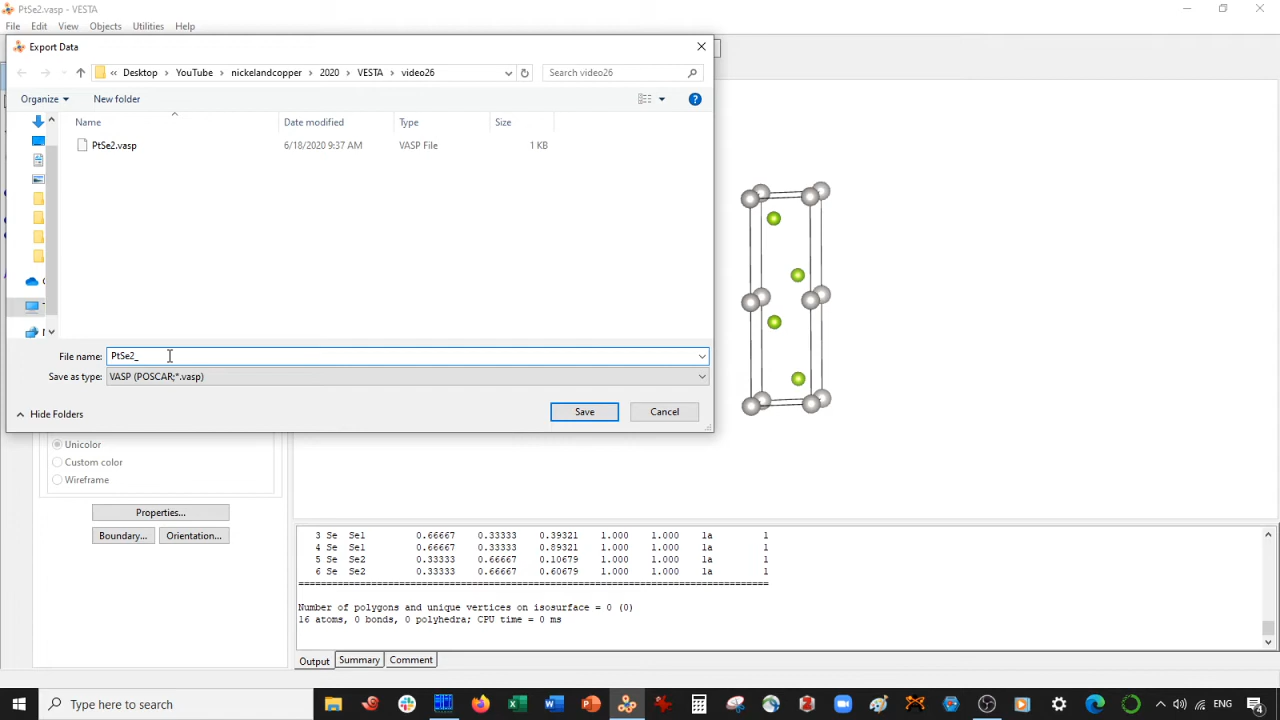 PtSe2.vasp - VESTA
File Edit View Objects Utilities Help
Export Data
« Desktop › YouTube › nickelandcopper › 2020 › VESTA › video26
Search video26
Organize New folder
Name Date modified Type Size
PtSe2.vasp 6/18/2020 9:37 AM VASP File 1 KB
File name: PtSe2_
Save as type: VASP (POSCAR;*.vasp)
Hide Folders Save Cancel
Unicolor
Custom color
Wireframe
Properties...
Boundary... Orientation...
3 Se Se1 0.66667 0.33333 0.39321 1.000 1.000 1a 1
4 Se Se1 0.66667 0.33333 0.89321 1.000 1.000 1a 1
5 Se Se2 0.33333 0.66667 0.10679 1.000 1.000 1a 1
6 Se Se2 0.33333 0.66667 0.60679 1.000 1.000 1a 1
================================================================================
Number of polygons and unique vertices on isosurface = 0 (0)
16 atoms, 0 bonds, 0 polyhedra; CPU time = 0 ms
Output Summary Comment
Type here to search
ENG
4